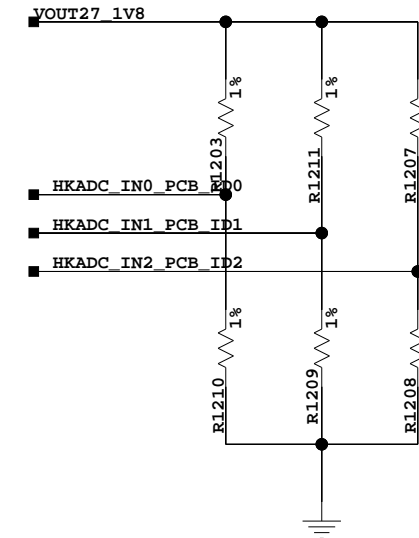 VOUT27_1V8
1%
1%
R1203
R1211
R1207
HKADC_IN0_PCB_ID0
HKADC_IN1_PCB_ID1
HKADC_IN2_PCB_ID2
1%
1%
R1210
R1209
R1208